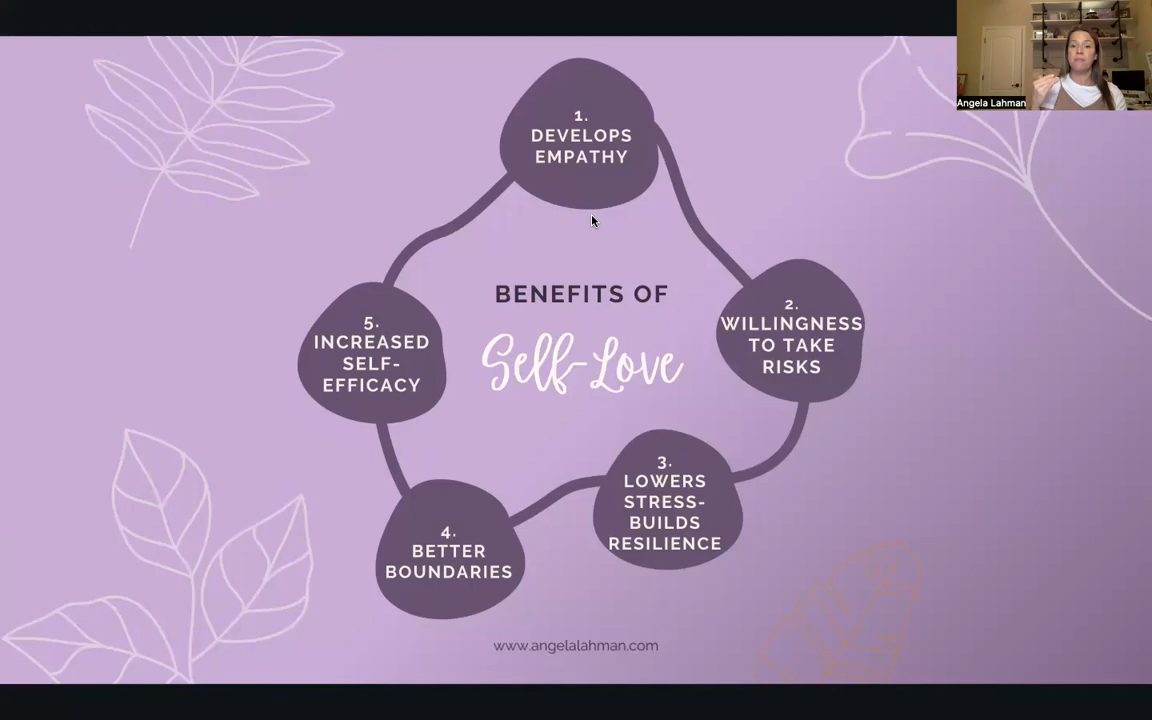 Angela Lahman
1.
DEVELOPS
EMPATHY
BENEFITS OF
Self-Love
2.
WILLINGNESS
TO TAKE
RISKS
3.
LOWERS
STRESS-
BUILDS
RESILIENCE
4.
BETTER
BOUNDARIES
5.
INCREASED
SELF-
EFFICACY
www.angelalahman.com